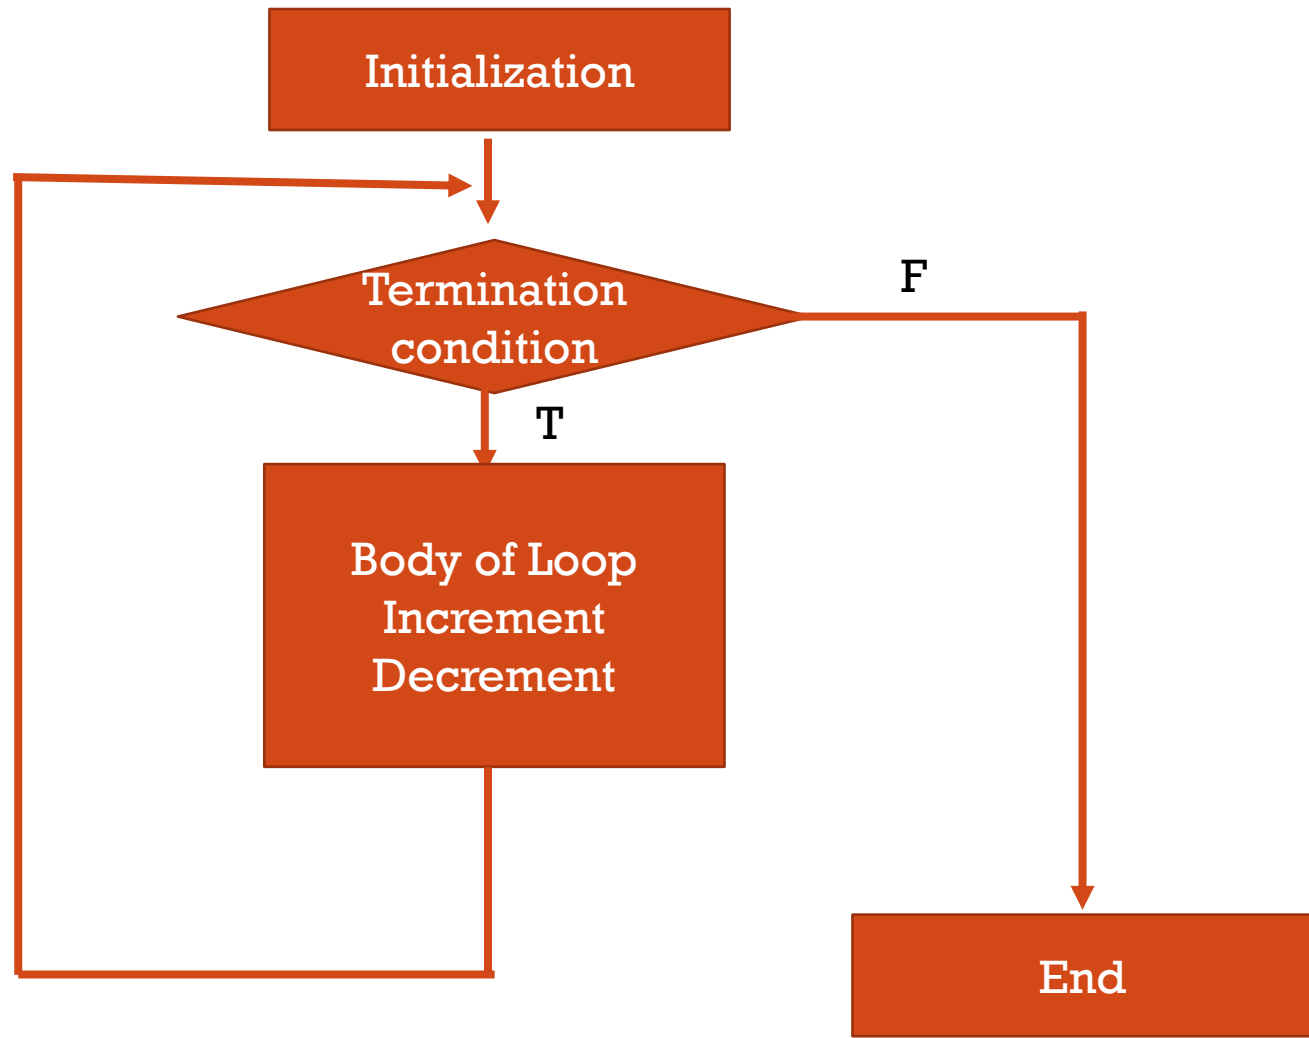 Initialization
Termination
condition
F
T
Body of Loop
Increment
Decrement
End